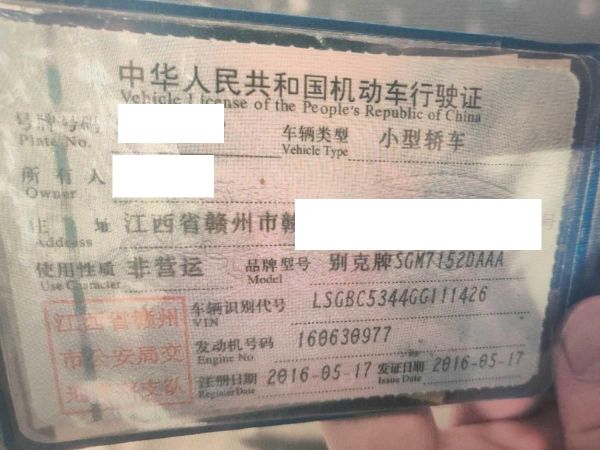 中华人民共和国机动车行驶证
Vehicle License of the People's Republic of China
号牌号码
Plate No.
车辆类型 小型轿车
Vehicle Type
所有人
Owner
住址 江西省赣州市赣
Address 号
使用性质 非营运 品牌型号 别克牌SGM7152DAAA
Use Character Model
江西省赣州
市公安局交
车辆识别代号 LSGBC5344GG111426
VIN
发动机号码 160630977
Engine No.
支队
注册日期 2016-05-17 发证日期 2016-05-17
Register Date Issue Date